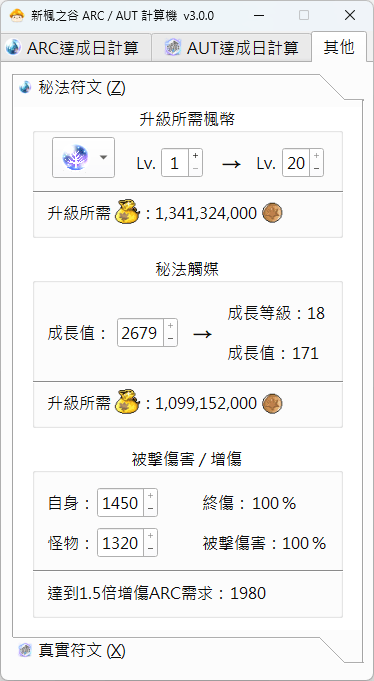 新楓之谷 ARC / AUT 計算機 v3.0.0
ARC達成日計算 AUT達成日計算 其他
秘法符文 (Z)
升級所需楓幣
Lv. 1 → Lv. 20
升級所需 : 1,341,324,000
秘法觸媒
成長等級：18
成長值： 2679 →
成長值：171
升級所需 : 1,099,152,000
被擊傷害 / 增傷
自身： 1450 終傷： 100 %
怪物： 1320 被擊傷害：100 %
達到1.5倍增傷ARC需求：1980
真實符文 (X)